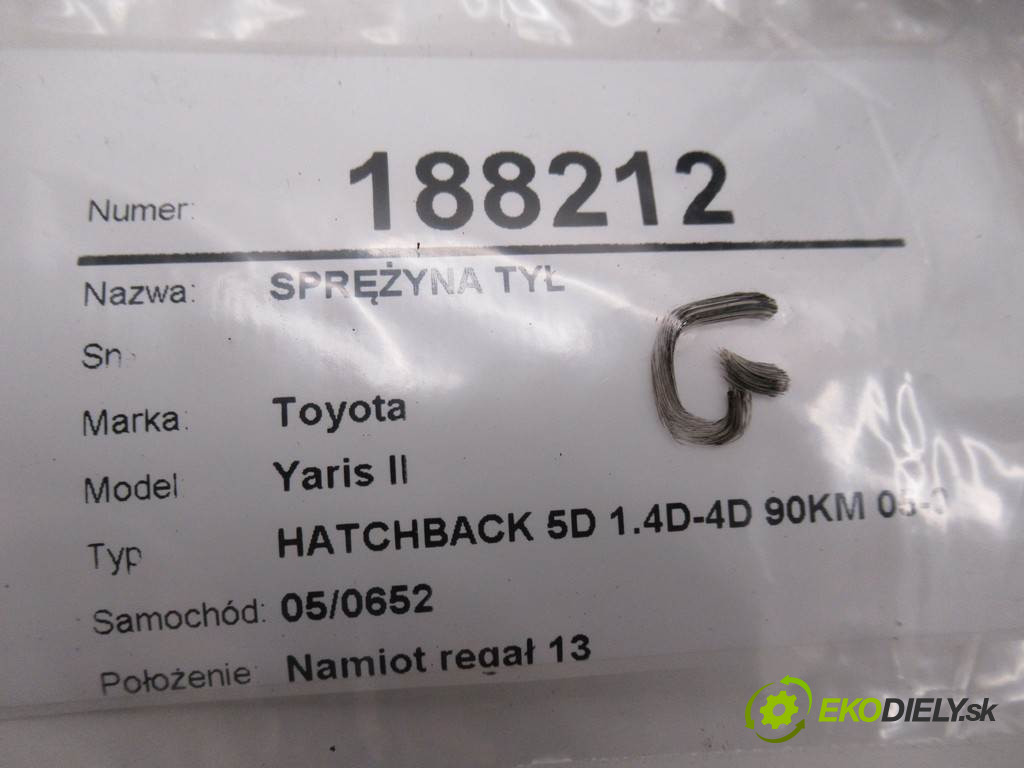 Numer: 188212
Nazwa: SPRĘŻYNA TYŁ
G
Sn
Marka: Toyota
Model Yaris II
Typ HATCHBACK 5D 1.4D-4D 90KM
Samochód: 05/0652
Położenie Namiot regał 13
EKODIELY.sk